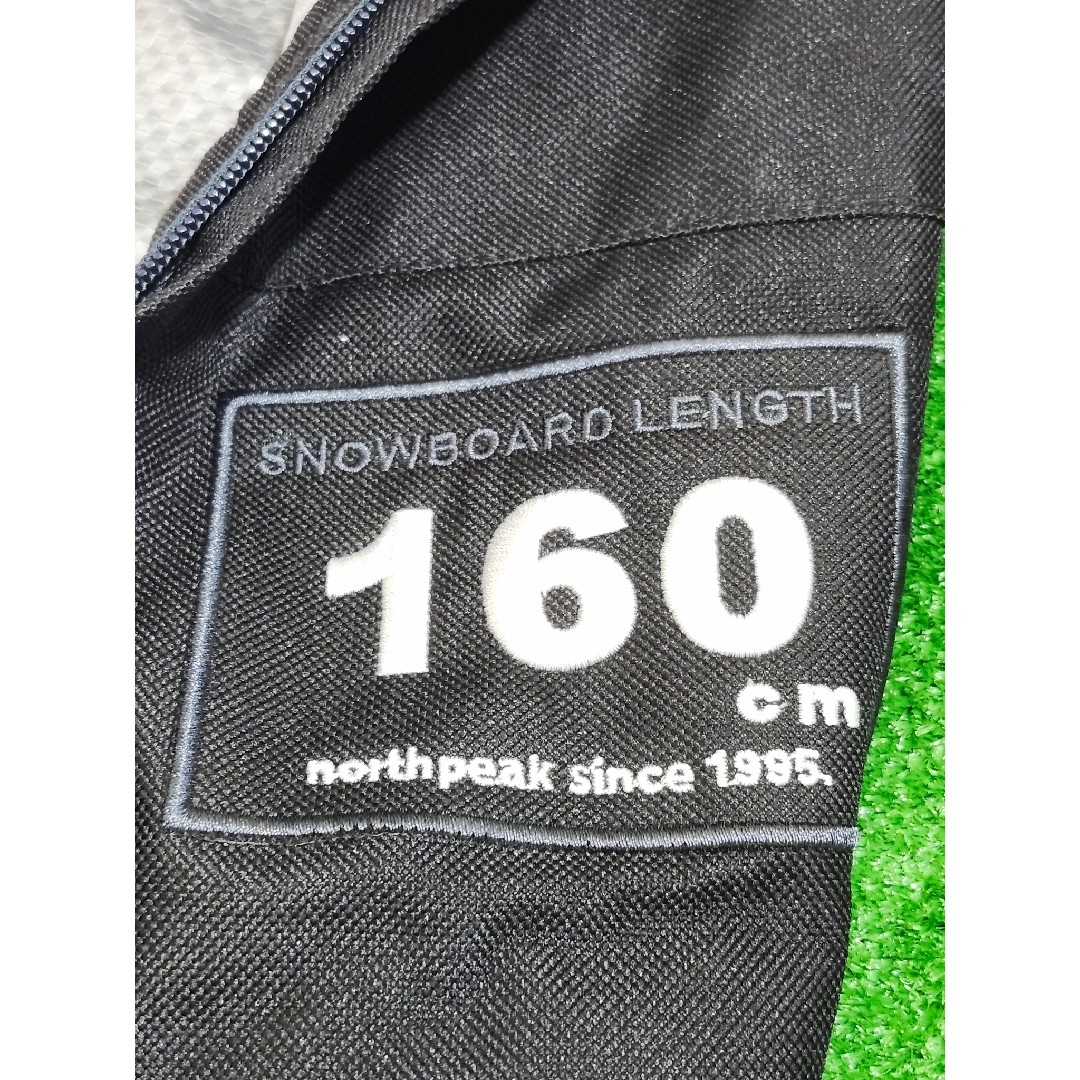 SNOWBOARD LENGTH
160
cm
northpeak since 1995.